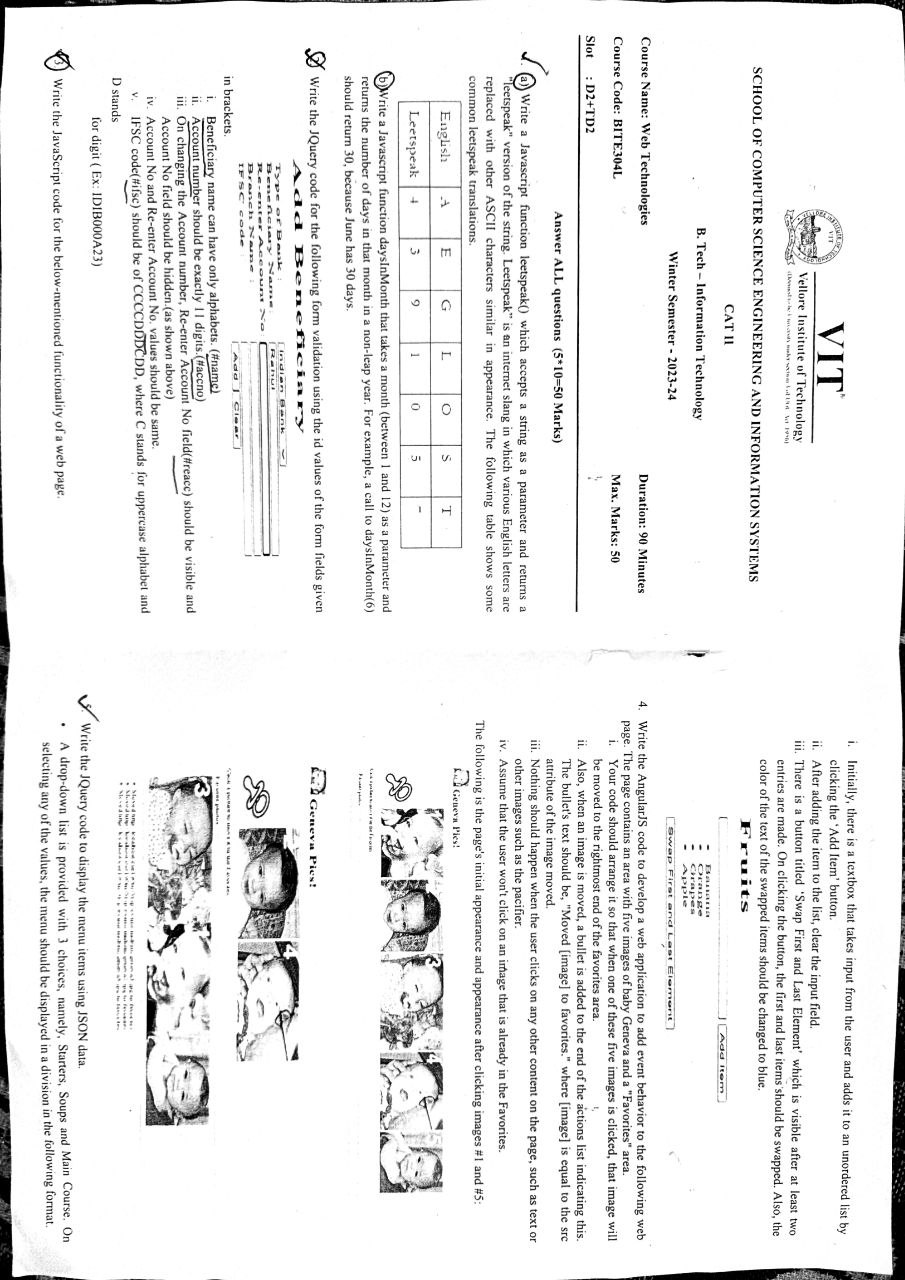 VIT®
Vellore Institute of Technology
(Deemed to be University under section 3 of UGC Act, 1956)
SCHOOL OF COMPUTER SCIENCE ENGINEERING AND INFORMATION SYSTEMS
CAT II
B. Tech – Information Technology
Winter Semester - 2023-24
Course Name: Web Technologies Duration: 90 Minutes
Course Code: BITE304L Max. Marks: 50
Slot : D2+TD2
Answer ALL questions (5*10=50 Marks)
a) Write a Javascript function leetspeak() which accepts a string as a parameter and returns a
"leetspeak" version of the string. Leetspeak" is an internet slang in which various English letters are
replaced with other ASCII characters similar in appearance. The following table shows some
common leetspeak translations.
English A E G L O S T
Leetspeak 4 3 9 1 0 5 -
b) Write a Javascript function daysInMonth that takes a month (between 1 and 12) as a parameter and
returns the number of days in that month in a non-leap year. For example, a call to daysInMonth(6)
should return 30, because June has 30 days.
Write the JQuery code for the following form validation using the id values of the form fields given
Add Beneficiary
Type of Bank : Indian Bank
Beneficiary Name : Rahul
Re-enter Account No
Branch Name :
IFSC code :
Add Clear
in brackets.
i. Beneficiary name can have only alphabets. (#name)
ii. Account number should be exactly 11 digits.(#accno)
iii. On changing the Account number, Re-enter Account No field(#reacc) should be visible and
Account No field should be hidden.(as shown above)
iv. Account No and Re-enter Account No. values should be same.
v. IFSC code(#ifsc) should be of CCCCDDDCDD, where C stands for uppercase alphabet and
D stands
for digit ( Ex: IDIB000A23)
3 Write the JavaScript code for the below-mentioned functionality of a web page.
i. Initially, there is a textbox that takes input from the user and adds it to an unordered list by
clicking the 'Add Item' button.
ii. After adding the item to the list, clear the input field.
iii. There is a button titled 'Swap First and Last Element' which is visible after at least two
entries are made. On clicking the button, the first and last items should be swapped. Also, the
color of the text of the swapped items should be changed to blue.
Fruits
Add Item
Banana
Orange
Grapes
Apple
Swap First and Last Element
4. Write the AngularJS code to develop a web application to add event behavior to the following web
page. The page contains an area with five images of baby Geneva and a "Favorites" area.
i. Your code should arrange it so that when one of these five images is clicked, that image will
be moved to the rightmost end of the favorites area.
ii. Also, when an image is moved, a bullet is added to the end of the actions list indicating this.
The bullet's text should be, "Moved [image] to favorites." where [image] is equal to the src
attribute of the image moved.
iii. Nothing should happen when the user clicks on any other content on the page, such as text or
other images such as the pacifier.
iv. Assume that the user won't click on an image that is already in the Favorites.
The following is the page's initial appearance and appearance after clicking images #1 and #5:
Geneva Pics!
Geneva Pics!
5. Write the JQuery code to display the menu items using JSON data.
• A drop-down list is provided with 3 choices, namely, Starters, Soups and Main Course. On
selecting any of the values, the menu should be displayed in a division in the following format.